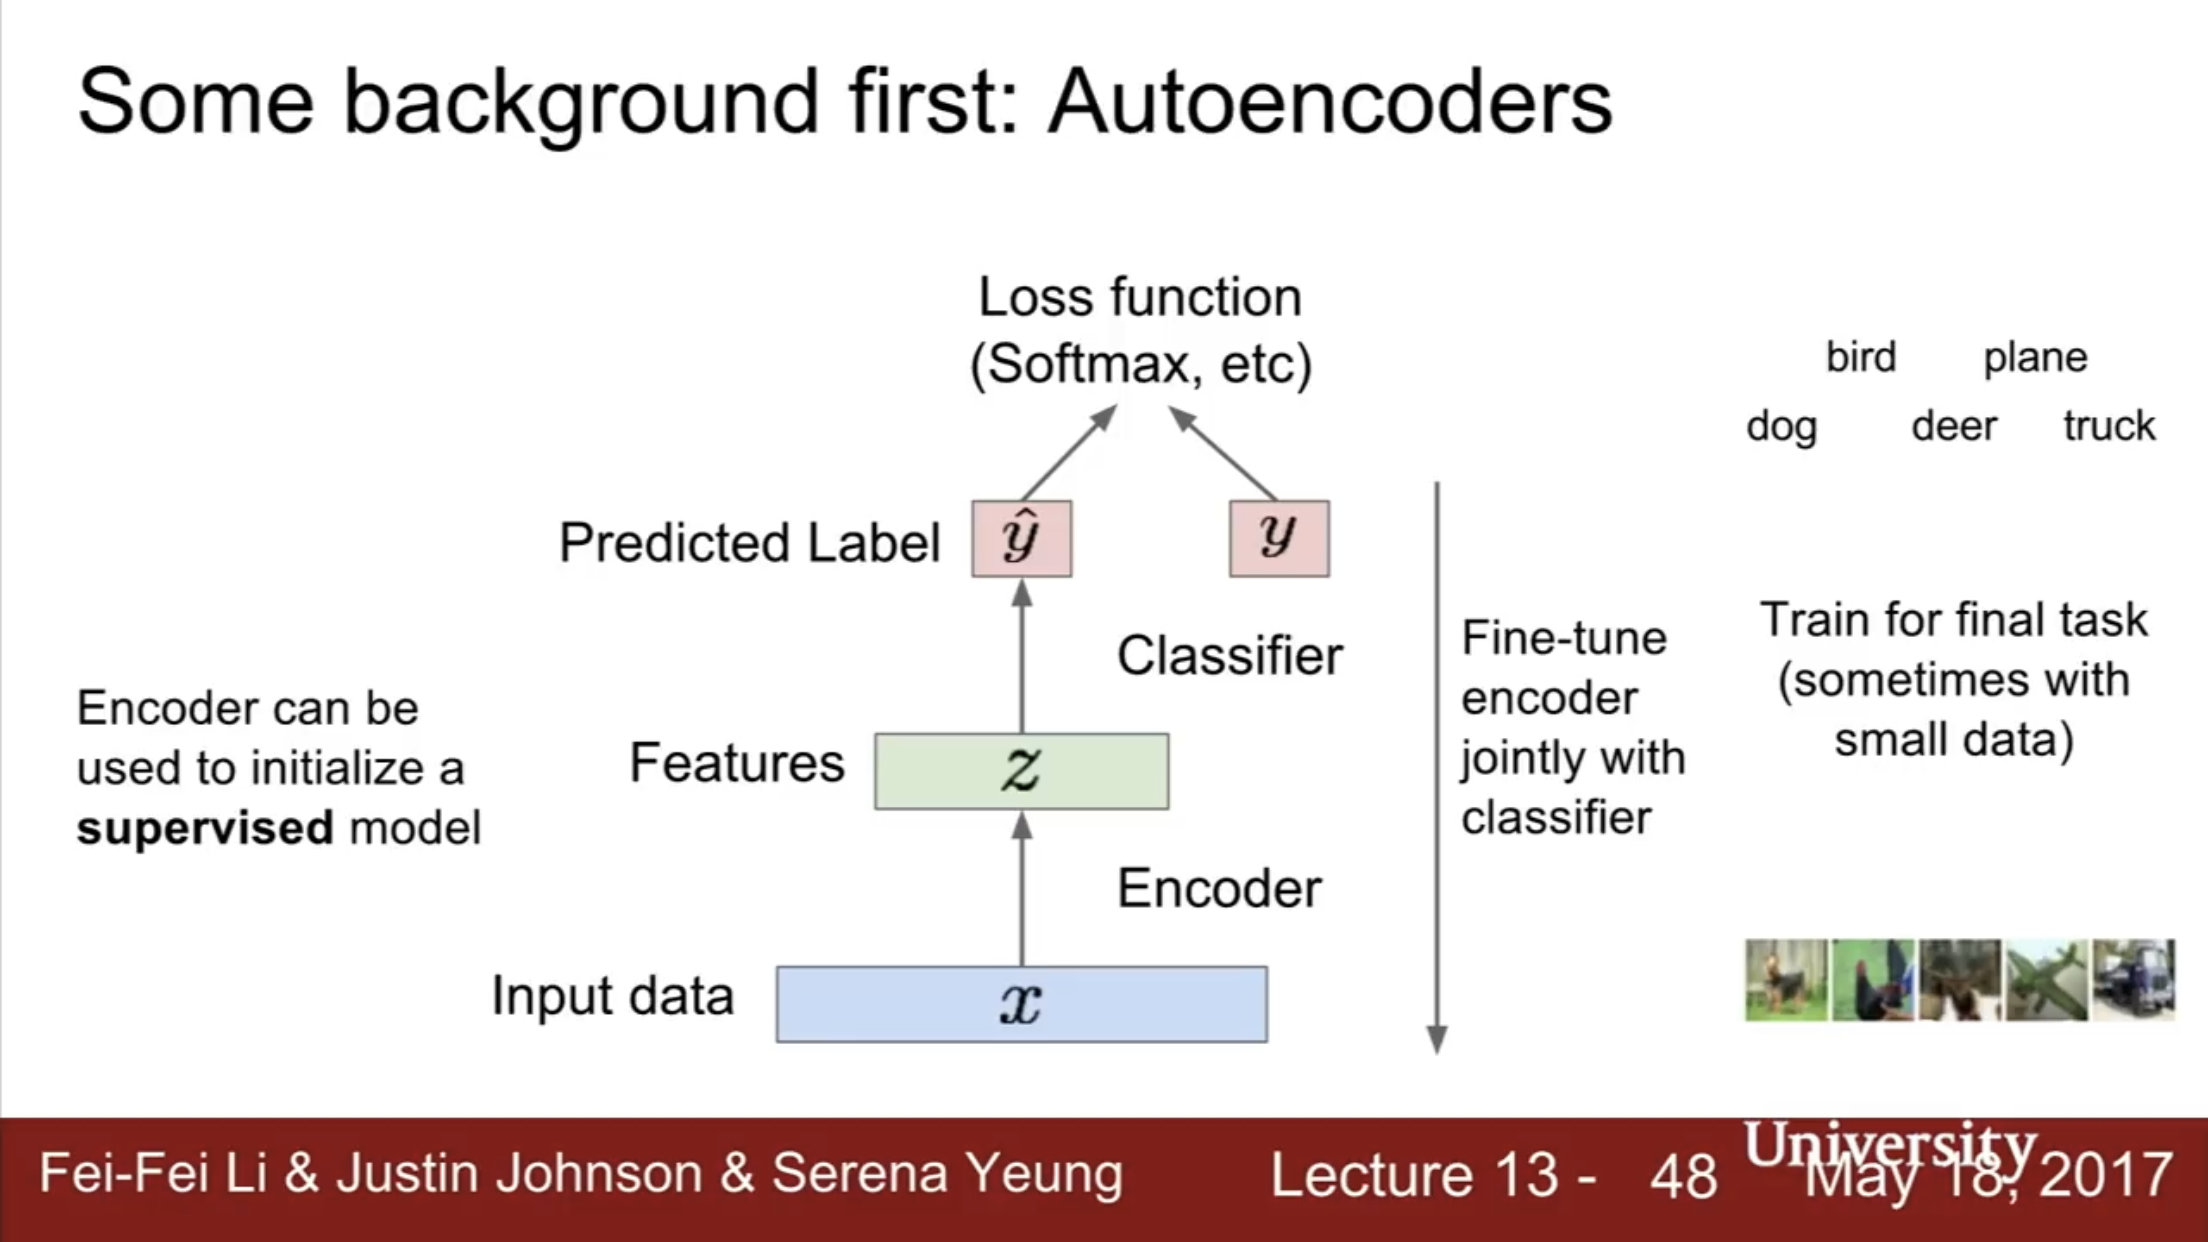 Some background first: Autoencoders
Loss function
(Softmax, etc)
bird plane
dog deer truck
Predicted Label
ŷ
y
Classifier
Encoder can be
used to initialize a
supervised model
Features
z
Fine-tune
encoder
jointly with
classifier
Train for final task
(sometimes with
small data)
Encoder
Input data
x
Fei-Fei Li & Justin Johnson & Serena Yeung
Lecture 13 - 48
University
May 18, 2017